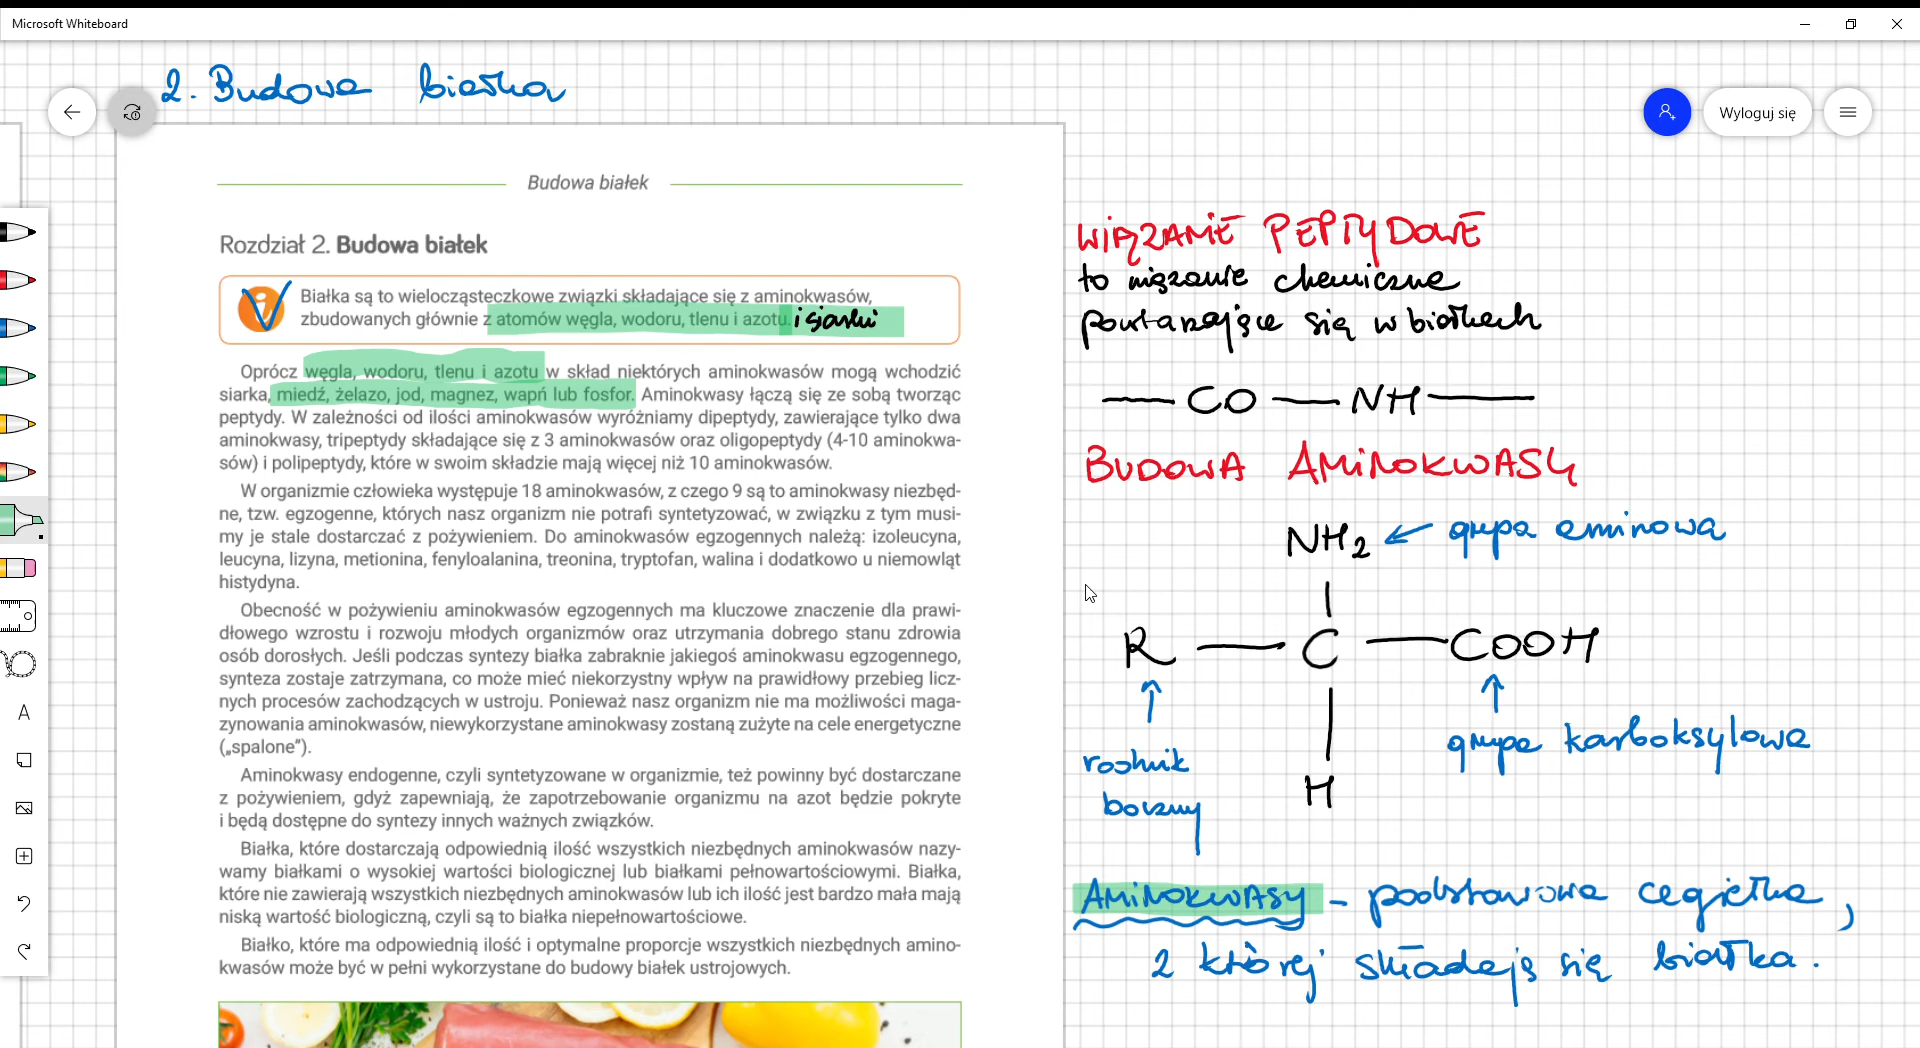 Microsoft Whiteboard
2. Budowa białka
Wyloguj się
Budowa białek
Rozdział 2. Budowa białek
Białka są to wielocząsteczkowe związki składające się z aminokwasów,
zbudowanych głównie z atomów węgla, wodoru, tlenu i azotu. i siarki
Oprócz węgla, wodoru, tlenu i azotu w skład niektórych aminokwasów mogą wchodzić
siarka, miedź, żelazo, jod, magnez, wapń lub fosfor. Aminokwasy łączą się ze sobą tworząc
peptydy. W zależności od ilości aminokwasów wyróżniamy dipeptydy, zawierające tylko dwa
aminokwasy, tripeptydy składające się z 3 aminokwasów oraz oligopeptydy (4-10 aminokwa-
sów) i polipeptydy, które w swoim składzie mają więcej niż 10 aminokwasów.
W organizmie człowieka występuje 18 aminokwasów, z czego 9 są to aminokwasy niezbęd-
ne, tzw. egzogenne, których nasz organizm nie potrafi syntetyzować, w związku z tym musi-
my je stale dostarczać z pożywieniem. Do aminokwasów egzogennych należą: izoleucyna,
leucyna, lizyna, metionina, fenyloalanina, treonina, tryptofan, walina i dodatkowo u niemowląt
histydyna.
Obecność w pożywieniu aminokwasów egzogennych ma kluczowe znaczenie dla prawi-
dłowego wzrostu i rozwoju młodych organizmów oraz utrzymania dobrego stanu zdrowia
osób dorosłych. Jeśli podczas syntezy białka zabraknie jakiegoś aminokwasu egzogennego,
synteza zostaje zatrzymana, co może mieć niekorzystny wpływ na prawidłowy przebieg licz-
nych procesów zachodzących w ustroju. Ponieważ nasz organizm nie ma możliwości maga-
zynowania aminokwasów, niewykorzystane aminokwasy zostaną zużyte na cele energetyczne
(„spalone”).
Aminokwasy endogenne, czyli syntetyzowane w organizmie, też powinny być dostarczane
z pożywieniem, gdyż zapewniają, że zapotrzebowanie organizmu na azot będzie pokryte
i będą dostępne do syntezy innych ważnych związków.
Białka, które dostarczają odpowiednią ilość wszystkich niezbędnych aminokwasów nazy-
wamy białkami o wysokiej wartości biologicznej lub białkami pełnowartościowymi. Białka,
które nie zawierają wszystkich niezbędnych aminokwasów lub ich ilość jest bardzo mała mają
niską wartość biologiczną, czyli są to białka niepełnowartościowe.
Białko, które ma odpowiednią ilość i optymalne proporcje wszystkich niezbędnych amino-
kwasów może być w pełni wykorzystane do budowy białek ustrojowych.
WIĄZANIE PEPTYDOWE
to wiązanie chemiczne
powtarzające się w białkach
— CO — NH —
BUDOWA AMINOKWASU
NH2 ← grupa aminowa
R — C — COOH
grupa karboksylowa
rodnik
boczny
H
AMINOKWASY – podstawowa cegiełka,
z której składają się białka.